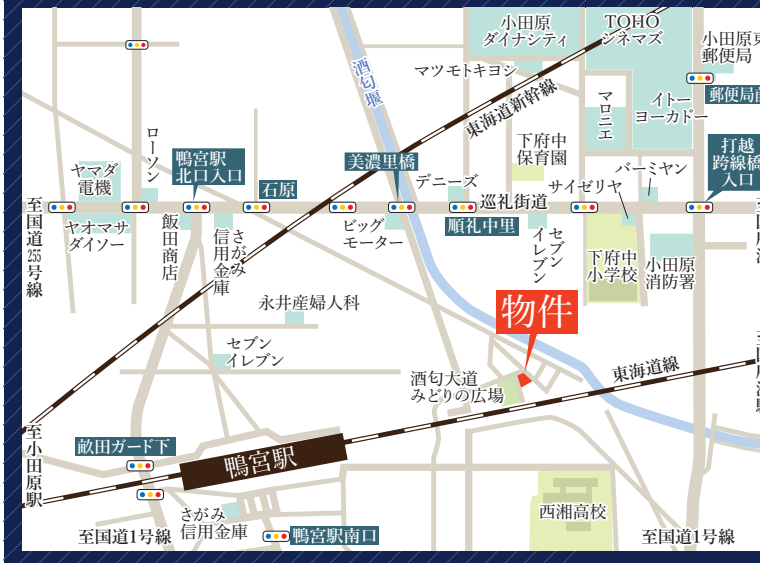 小田原
ダイナシティ
TOHO
シネマズ
小田原東
郵便局
マツモトキヨシ
酒匂堰
東海道新幹線
マロニエ
イトー
ヨーカドー
郵便局前
ローソン
ヤマダ
電機
鴨宮駅
北口入口
石原
美濃里橋
デニーズ
下府中
保育園
サイゼリヤ
バーミヤン
打越
跨線橋
入口
巡礼街道
至国道255号線
ヤオマサ
ダイソー
飯田商店
さがみ
信用金庫
ビッグ
モーター
順礼中里
セブン
イレブン
下府中
小学校
小田原
消防署
永井産婦人科
物件
セブン
イレブン
酒匂大道
みどりの広場
東海道線
至小田原駅
畝田ガード下
鴨宮駅
さがみ
信用金庫
西湘高校
至国道1号線
鴨宮駅南口
至国道1号線